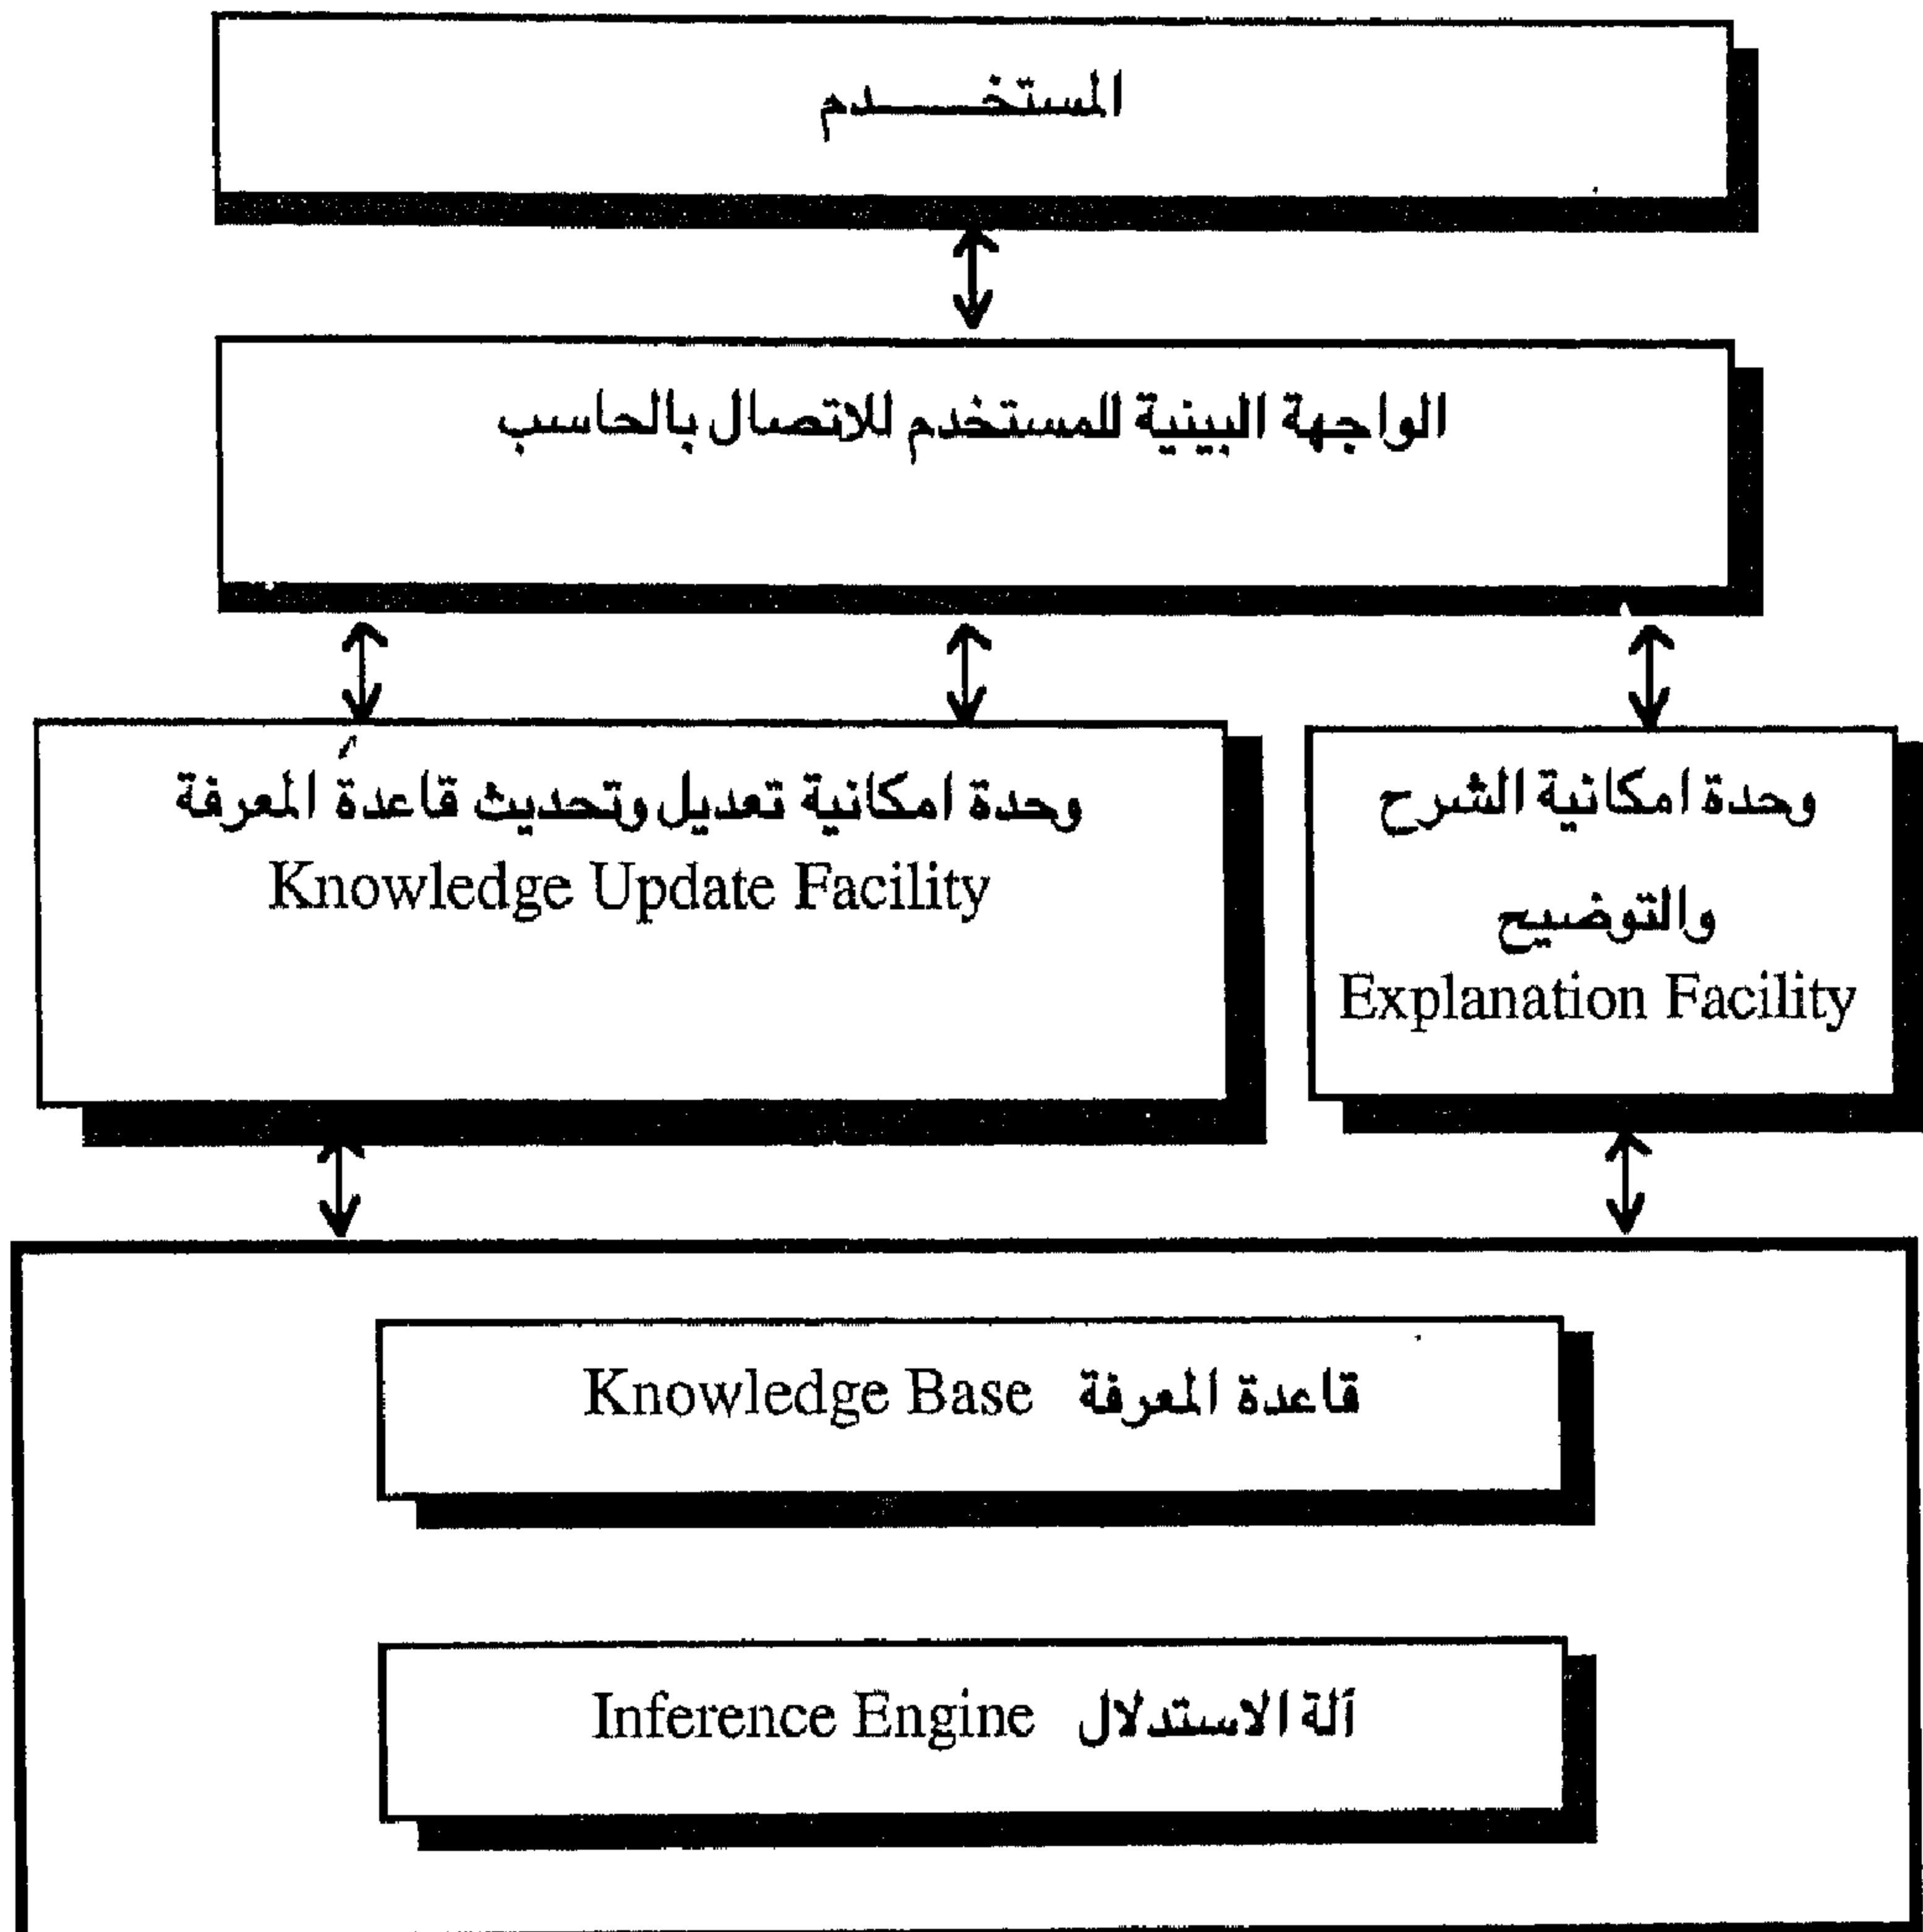 المستخـــــدم
الواجهة البينية للمستخدم للاتصال بالحاسب
وحدة امكانية الشرح
والتوضيح
Explanation Facility
وحدة امكانية تعديل وتحديث قاعدة المعرفة
Knowledge Update Facility
قاعدة المعرفة Knowledge Base
آلة الاستدلال Inference Engine